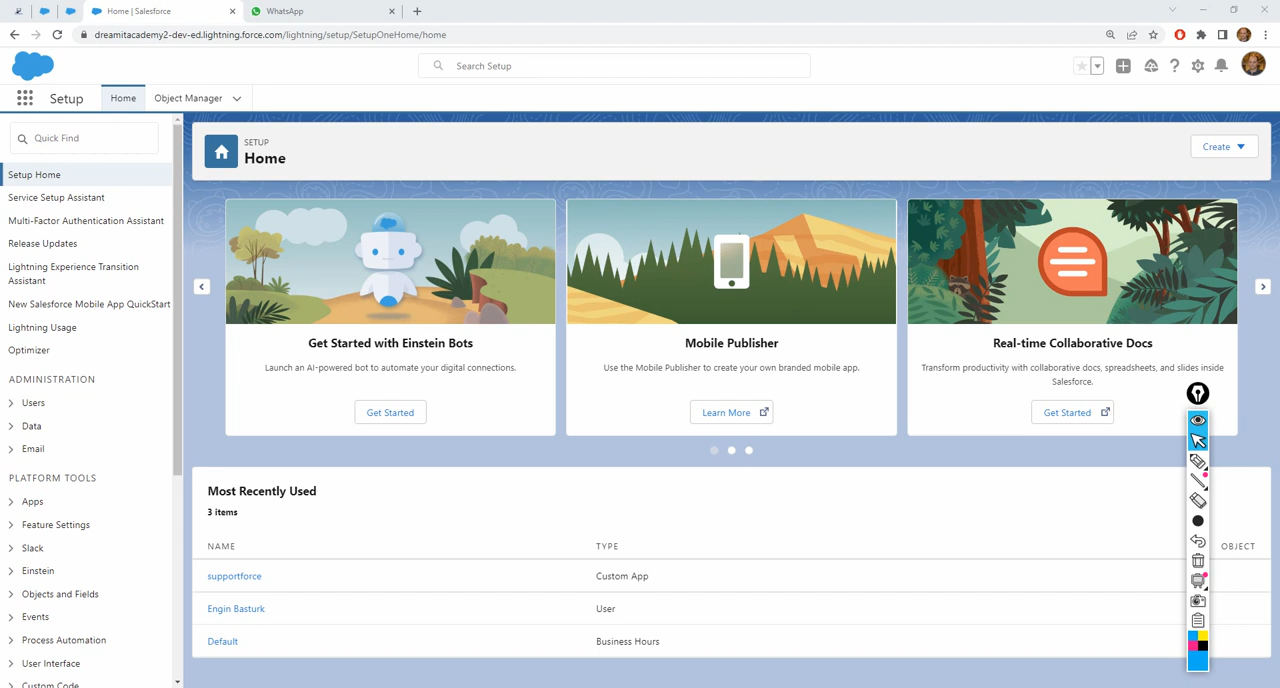 Home | Salesforce
WhatsApp
dreamitacademy2-dev-ed.lightning.force.com/lightning/setup/SetupOneHome/home
Search Setup
Setup
Home
Object Manager
Quick Find
Setup Home
Service Setup Assistant
Multi-Factor Authentication Assistant
Release Updates
Lightning Experience Transition
Assistant
New Salesforce Mobile App QuickStart
Lightning Usage
Optimizer
ADMINISTRATION
Users
Data
Email
PLATFORM TOOLS
Apps
Feature Settings
Slack
Einstein
Objects and Fields
Events
Process Automation
User Interface
Custom Code
SETUP
Home
Create
Get Started with Einstein Bots
Launch an AI-powered bot to automate your digital connections.
Get Started
Mobile Publisher
Use the Mobile Publisher to create your own branded mobile app.
Learn More
Real-time Collaborative Docs
Transform productivity with collaborative docs, spreadsheets, and slides inside
Salesforce.
Get Started
Most Recently Used
3 items
NAME TYPE OBJECT
supportforce Custom App
Engin Basturk User
Default Business Hours